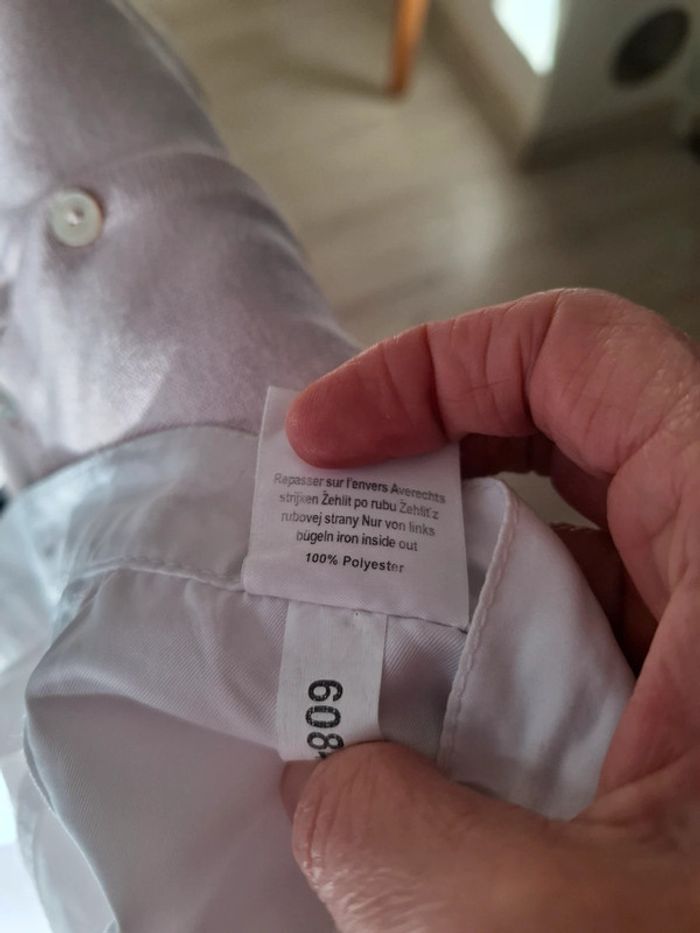 Repasser sur l'envers Averechts
strijken Žehlit po rubu Žehliť z
rubovej strany Nur von links
bügeln iron inside out
100% Polyester
608